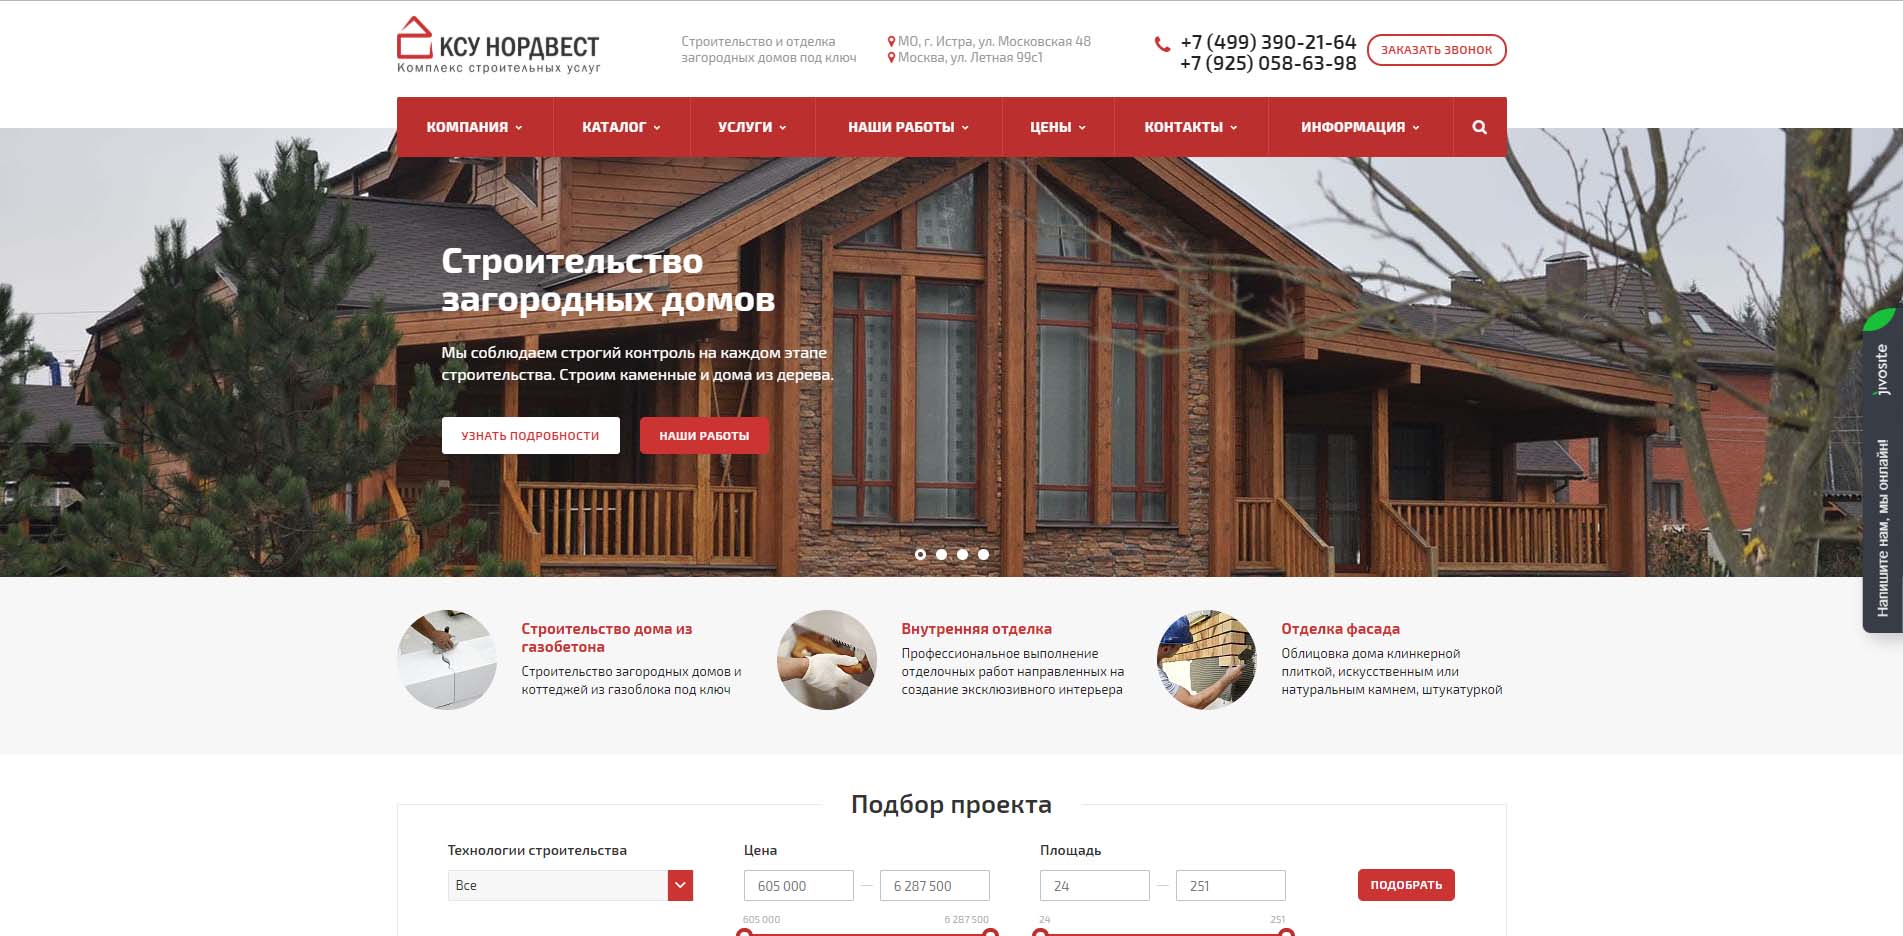 КСУ НОРДВЕСТ
Комплекс строительных услуг
Строительство и отделка
загородных домов под ключ
МО, г. Истра, ул. Московская 48
Москва, ул. Летная 99с1
+7 (499) 390-21-64
+7 (925) 058-63-98
ЗАКАЗАТЬ ЗВОНОК
КОМПАНИЯ
КАТАЛОГ
УСЛУГИ
НАШИ РАБОТЫ
ЦЕНЫ
КОНТАКТЫ
ИНФОРМАЦИЯ
Строительство
загородных домов
Мы соблюдаем строгий контроль на каждом этапе
строительства. Строим каменные и дома из дерева.
УЗНАТЬ ПОДРОБНОСТИ
НАШИ РАБОТЫ
jivosite
Напишите нам, мы онлайн!
Строительство дома из
газобетона
Строительство загородных домов и
коттеджей из газоблока под ключ
Внутренняя отделка
Профессиональное выполнение
отделочных работ направленных на
создание эксклюзивного интерьера
Отделка фасада
Облицовка дома клинкерной
плиткой, искусственным или
натуральным камнем, штукатуркой
Подбор проекта
Технологии строительства
Все
Цена
605 000 — 6 287 500
605 000 6 287 500
Площадь
24 — 251
24 251
ПОДОБРАТЬ